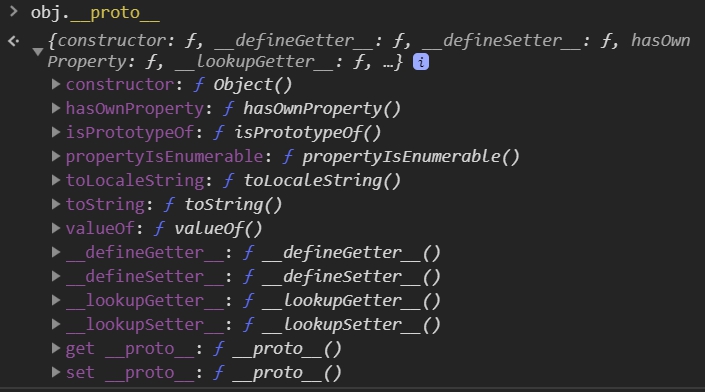 > obj.__proto__
{constructor: ƒ, __defineGetter__: ƒ, __defineSetter__: ƒ, hasOwn
Property: ƒ, __lookupGetter__: ƒ, …} i
constructor: ƒ Object()
hasOwnProperty: ƒ hasOwnProperty()
isPrototypeOf: ƒ isPrototypeOf()
propertyIsEnumerable: ƒ propertyIsEnumerable()
toLocaleString: ƒ toLocaleString()
toString: ƒ toString()
valueOf: ƒ valueOf()
__defineGetter__: ƒ __defineGetter__()
__defineSetter__: ƒ __defineSetter__()
__lookupGetter__: ƒ __lookupGetter__()
__lookupSetter__: ƒ __lookupSetter__()
get __proto__: ƒ __proto__()
set __proto__: ƒ __proto__()